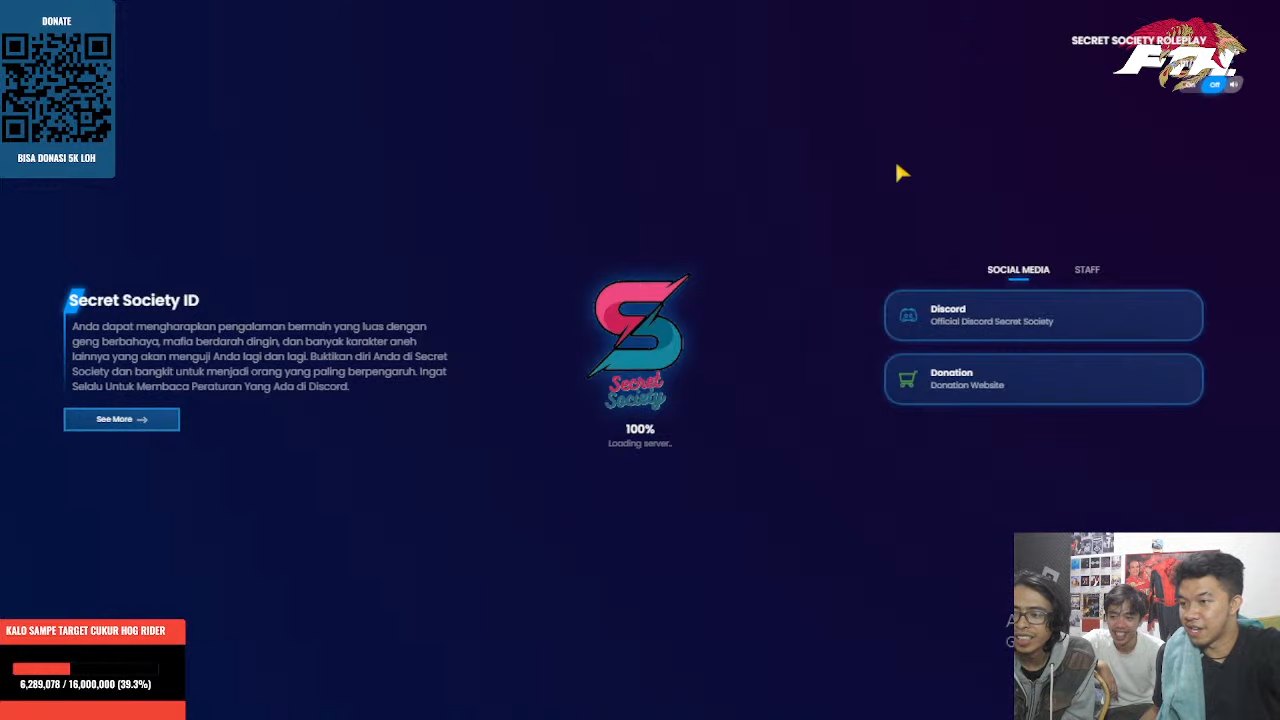 DONATE
BISA DONASI 5K LOH
SECRET SOCIETY ROLEPLAY
Off
Secret Society ID
Anda dapat mengharapkan pengalaman bermain yang luas dengan
geng berbahaya, mafia berdarah dingin, dan banyak karakter aneh
lainnya yang akan menguji Anda lagi dan lagi. Buktikan diri Anda di Secret
Society dan bangkit untuk menjadi orang yang paling berpengaruh. Ingat
Selalu Untuk Membaca Peraturan Yang Ada di Discord.
See More
Secret
Society
100%
Loading server..
SOCIAL MEDIA STAFF
Discord
Official Discord Secret Society
Donation
Donation Website
KALO SAMPE TARGET CUKUR HOG RIDER
6,289,078 / 16,000,000 (39.3%)